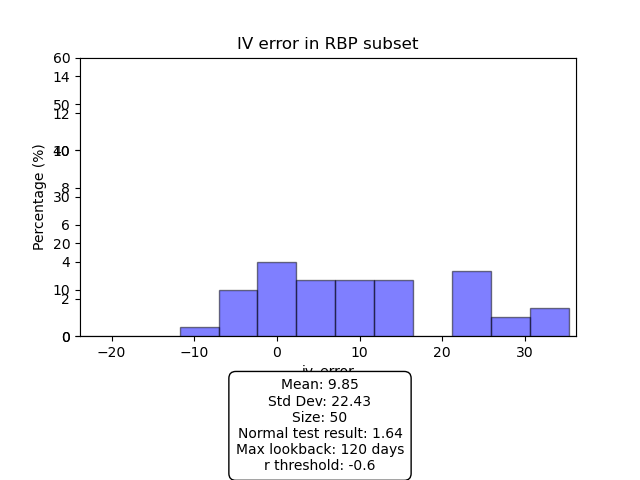 IV error in RBP subset
Percentage (%)
60
14
50
12
40
10
8
30
6
20
4
10
2
0
0
−20
−10
0
10
20
30
iv_error
Mean: 9.85
Std Dev: 22.43
Size: 50
Normal test result: 1.64
Max lookback: 120 days
r threshold: -0.6